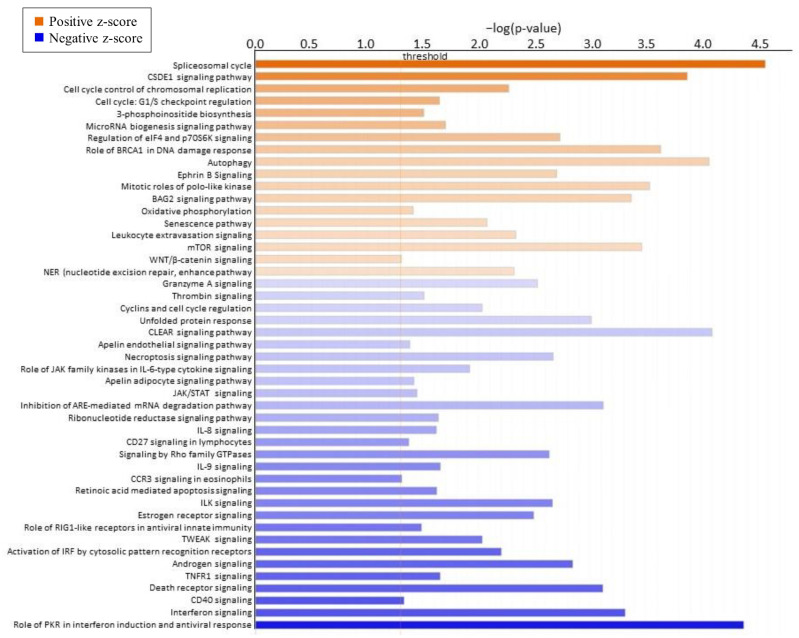 Positive z-score
Negative z-score
−log(p-value)
0.0 0.5 1.0 1.5 2.0 2.5 3.0 3.5 4.0 4.5
threshold
Spliceosomal cycle
CSDE1 signaling pathway
Cell cycle control of chromosomal replication
Cell cycle: G1/S checkpoint regulation
3-phosphoinositide biosynthesis
MicroRNA biogenesis signaling pathway
Regulation of eIF4 and p70S6K signaling
Role of BRCA1 in DNA damage response
Autophagy
Ephrin B Signaling
Mitotic roles of polo-like kinase
BAG2 signaling pathway
Oxidative phosphorylation
Senescence pathway
Leukocyte extravasation signaling
mTOR signaling
WNT/β-catenin signaling
NER (nucleotide excision repair, enhance pathway
Granzyme A signaling
Thrombin signaling
Cyclins and cell cycle regulation
Unfolded protein response
CLEAR signaling pathway
Apelin endothelial signaling pathway
Necroptosis signaling pathway
Role of JAK family kinases in IL-6-type cytokine signaling
Apelin adipocyte signaling pathway
JAK/STAT signaling
Inhibition of ARE-mediated mRNA degradation pathway
Ribonucleotide reductase signaling pathway
IL-8 signaling
CD27 signaling in lymphocytes
Signaling by Rho family GTPases
IL-9 signaling
CCR3 signaling in eosinophils
Retinoic acid mediated apoptosis signaling
ILK signaling
Estrogen receptor signaling
Role of RIG1-like receptors in antiviral innate immunity
TWEAK signaling
Activation of IRF by cytosolic pattern recognition receptors
Androgen signaling
TNFR1 signaling
Death receptor signaling
CD40 signaling
Interferon signaling
Role of PKR in interferon induction and antiviral response